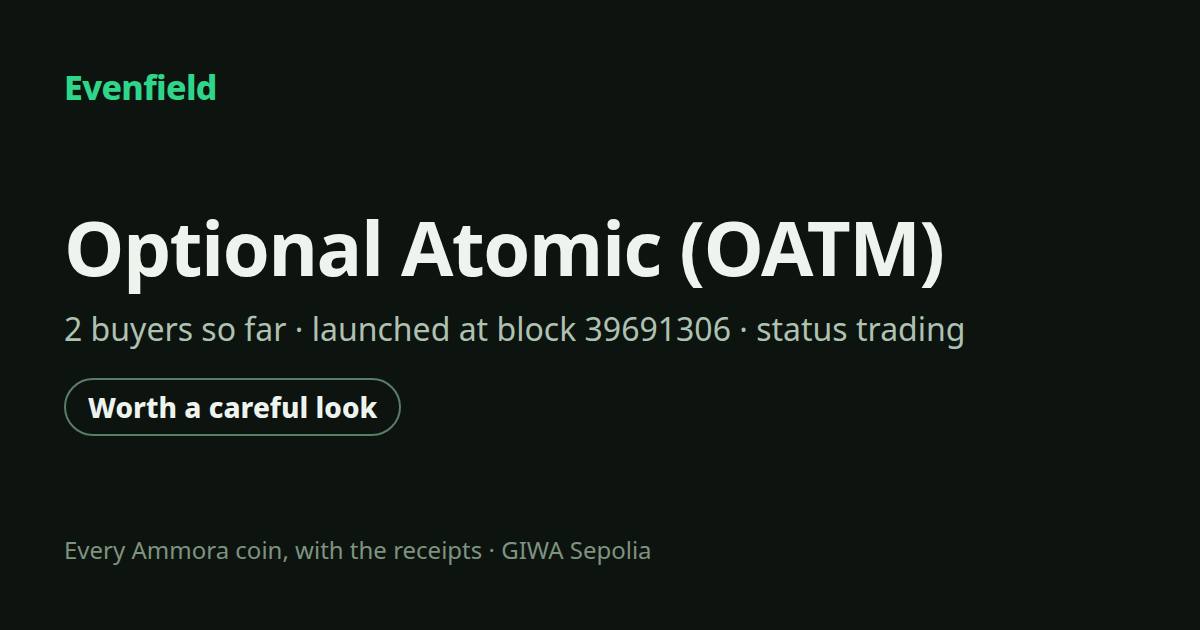 Evenfield
Optional Atomic (OATM)
2 buyers so far · launched at block 39691306 · status trading
Worth a careful look
Every Ammora coin, with the receipts · GIWA Sepolia